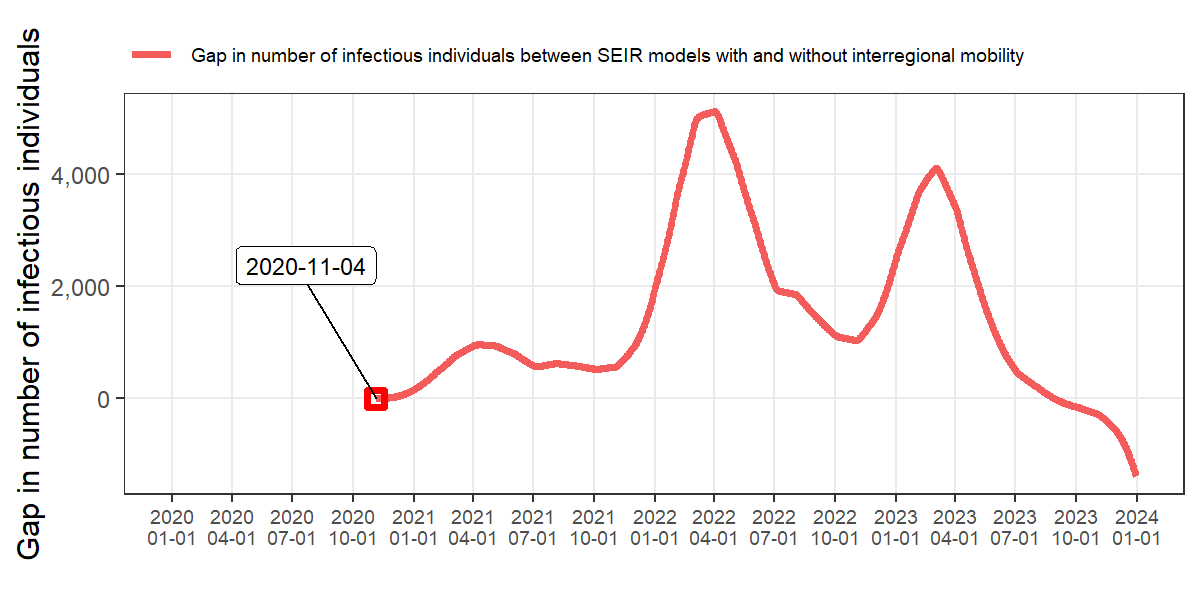 Gap in number of infectious individuals between SEIR models with and without interregional mobility
Gap in number of infectious individuals
4,000
2,000
0
2020-11-04
2020 2020 2020 2020 2021 2021 2021 2021 2022 2022 2022 2022 2023 2023 2023 2023 2024
01-01 04-01 07-01 10-01 01-01 04-01 07-01 10-01 01-01 04-01 07-01 10-01 01-01 04-01 07-01 10-01 01-01